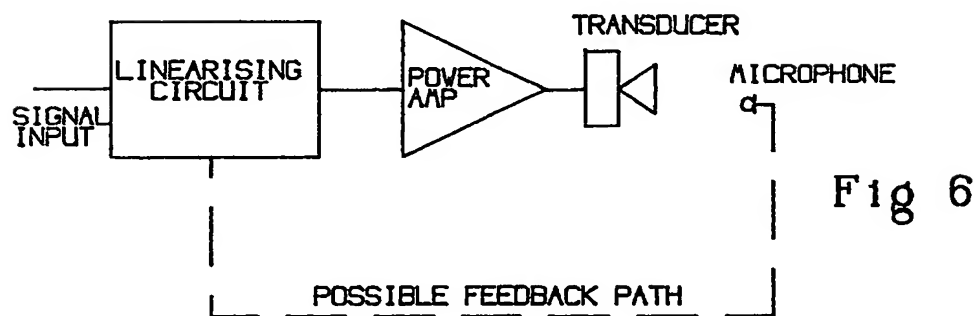 TRANSDUCER
LINEARISING
CIRCUIT
POWER
AMP
MICROPHONE
SIGNAL
INPUT
Fig 6
POSSIBLE FEEDBACK PATH